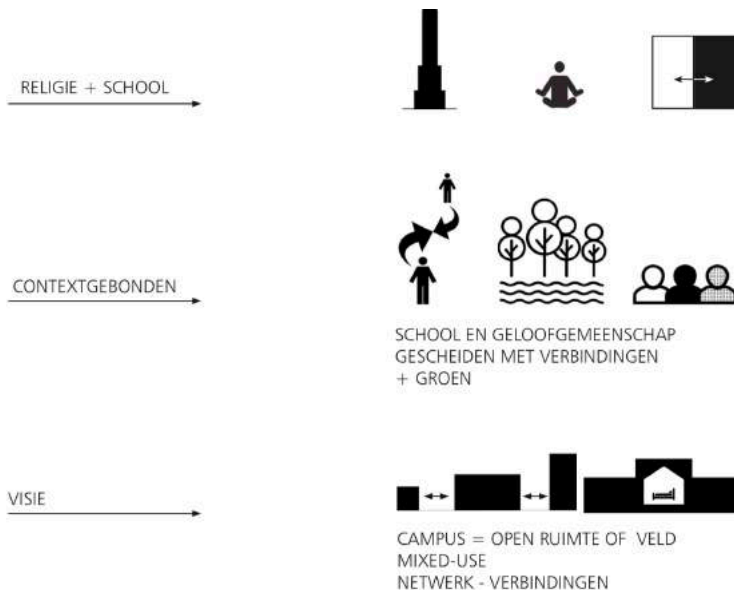 RELIGIE + SCHOOL
CONTEXTGEBONDEN
SCHOOL EN GELOOFGEMEENSCHAP
GESCHEIDEN MET VERBINDINGEN
+ GROEN
VISIE
CAMPUS = OPEN RUIMTE OF VELD
MIXED-USE
NETWERK - VERBINDINGEN